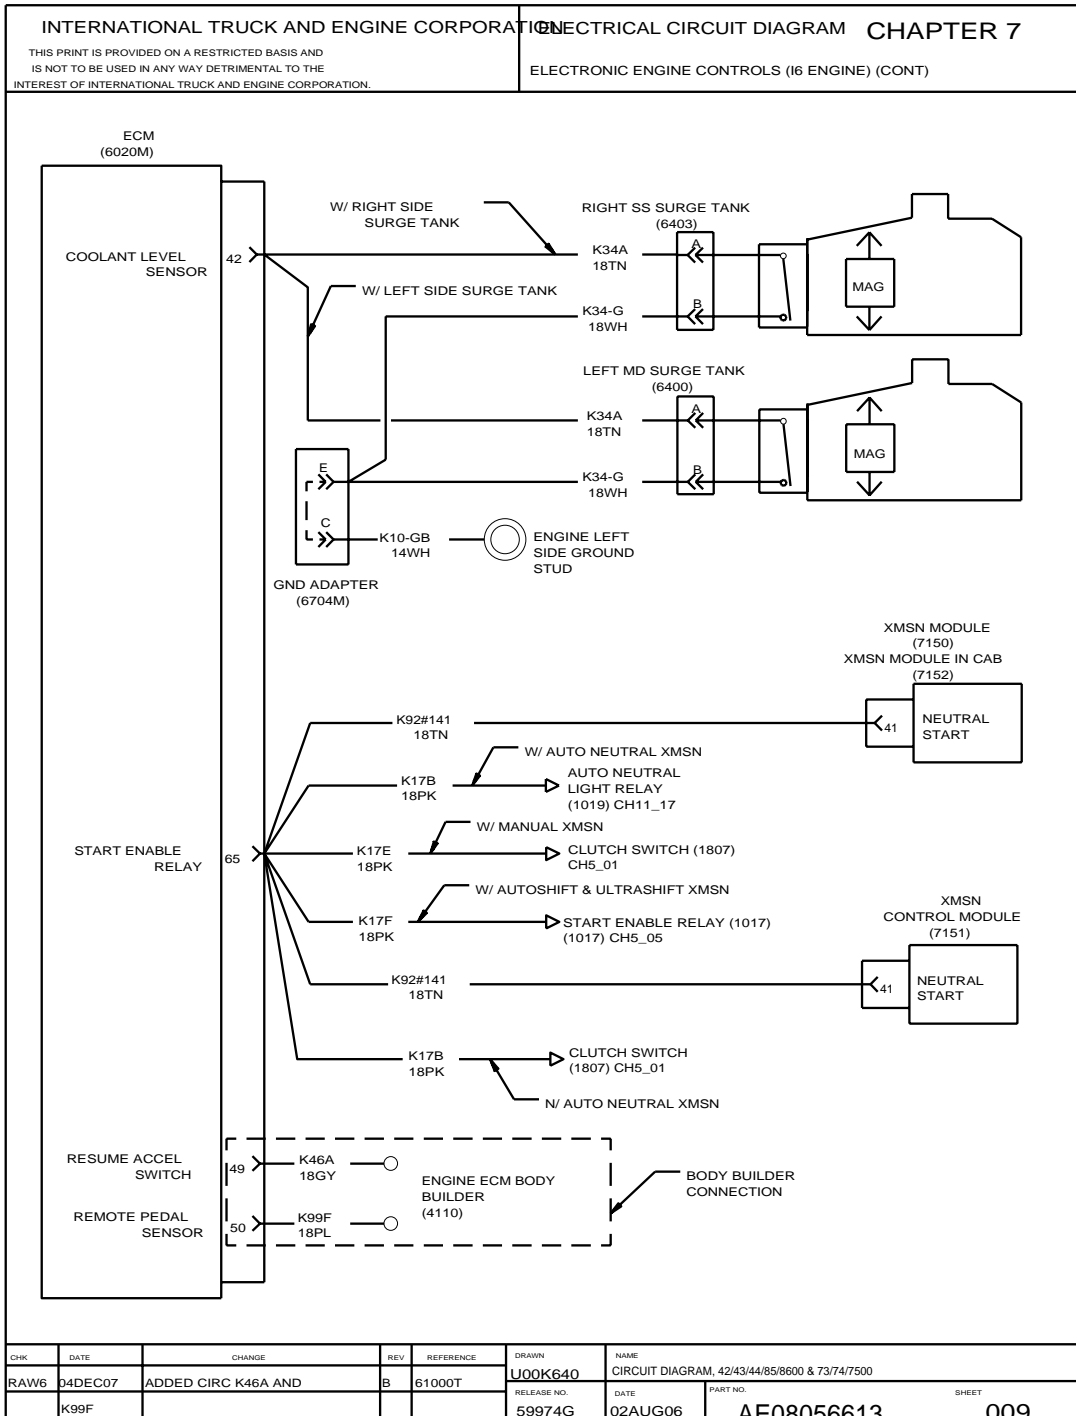 INTERNATIONAL TRUCK AND ENGINE CORPORATION
ELECTRICAL CIRCUIT DIAGRAM CHAPTER 7
THIS PRINT IS PROVIDED ON A RESTRICTED BASIS AND
IS NOT TO BE USED IN ANY WAY DETRIMENTAL TO THE
INTEREST OF INTERNATIONAL TRUCK AND ENGINE CORPORATION.
ELECTRONIC ENGINE CONTROLS (I6 ENGINE) (CONT)
ECM
(6020M)
COOLANT LEVEL
SENSOR
42
W/ RIGHT SIDE
SURGE TANK
W/ LEFT SIDE SURGE TANK
RIGHT SS SURGE TANK
(6403)
K34A
18TN
A
K34-G
18WH
B
MAG
LEFT MD SURGE TANK
(6400)
K34A
18TN
A
K34-G
18WH
B
MAG
E
C
K10-GB
14WH
ENGINE LEFT
SIDE GROUND
STUD
GND ADAPTER
(6704M)
XMSN MODULE
(7150)
XMSN MODULE IN CAB
(7152)
K92#141
18TN
41
NEUTRAL
START
W/ AUTO NEUTRAL XMSN
K17B
18PK
AUTO NEUTRAL
LIGHT RELAY
(1019) CH11_17
W/ MANUAL XMSN
START ENABLE
RELAY
65
K17E
18PK
CLUTCH SWITCH (1807)
CH5_01
W/ AUTOSHIFT & ULTRASHIFT XMSN
K17F
18PK
START ENABLE RELAY (1017)
(1017) CH5_05
XMSN
CONTROL MODULE
(7151)
K92#141
18TN
41
NEUTRAL
START
K17B
18PK
CLUTCH SWITCH
(1807) CH5_01
N/ AUTO NEUTRAL XMSN
RESUME ACCEL
SWITCH
49
K46A
18GY
REMOTE PEDAL
SENSOR
50
K99F
18PL
ENGINE ECM BODY
BUILDER
(4110)
BODY BUILDER
CONNECTION
CHK DATE CHANGE REV REFERENCE
RAW6 04DEC07 ADDED CIRC K46A AND B 61000T
K99F
DRAWN
U00K640
NAME
CIRCUIT DIAGRAM, 42/43/44/85/8600 & 73/74/7500
RELEASE NO.
59974G
DATE
02AUG06
PART NO.
AF08056613
SHEET
009